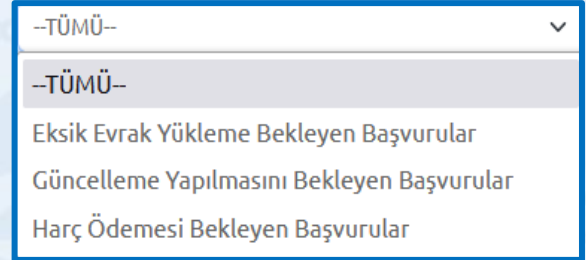 --TÜMÜ--
--TÜMÜ--
Eksik Evrak Yükleme Bekleyen Başvurular
Güncelleme Yapılmasını Bekleyen Başvurular
Harç Ödemesi Bekleyen Başvurular